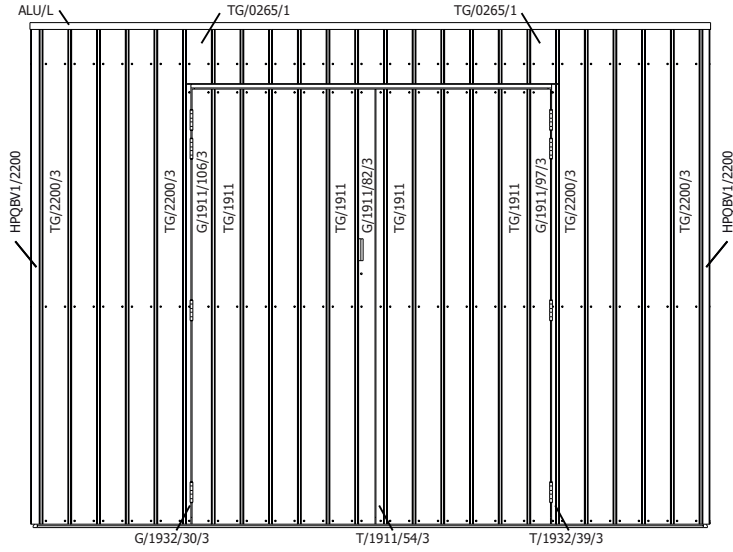 ALU/L
TG/0265/1
TG/0265/1
HPQBV1/2200
TG/2200/3
TG/2200/3
G/1911/106/3
TG/1911
TG/1911
G/1911/82/3
TG/1911
TG/1911
G/1911/97/3
TG/2200/3
TG/2200/3
HPOBV1/2200
G/1932/30/3
T/1911/54/3
T/1932/39/3